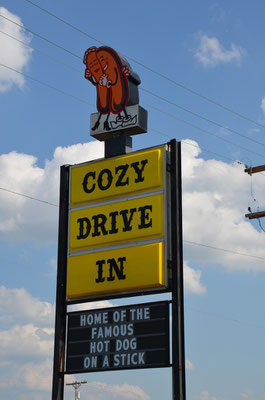 COZY
DRIVE
IN
HOME OF THE
FAMOUS
HOT DOG
ON A STICK